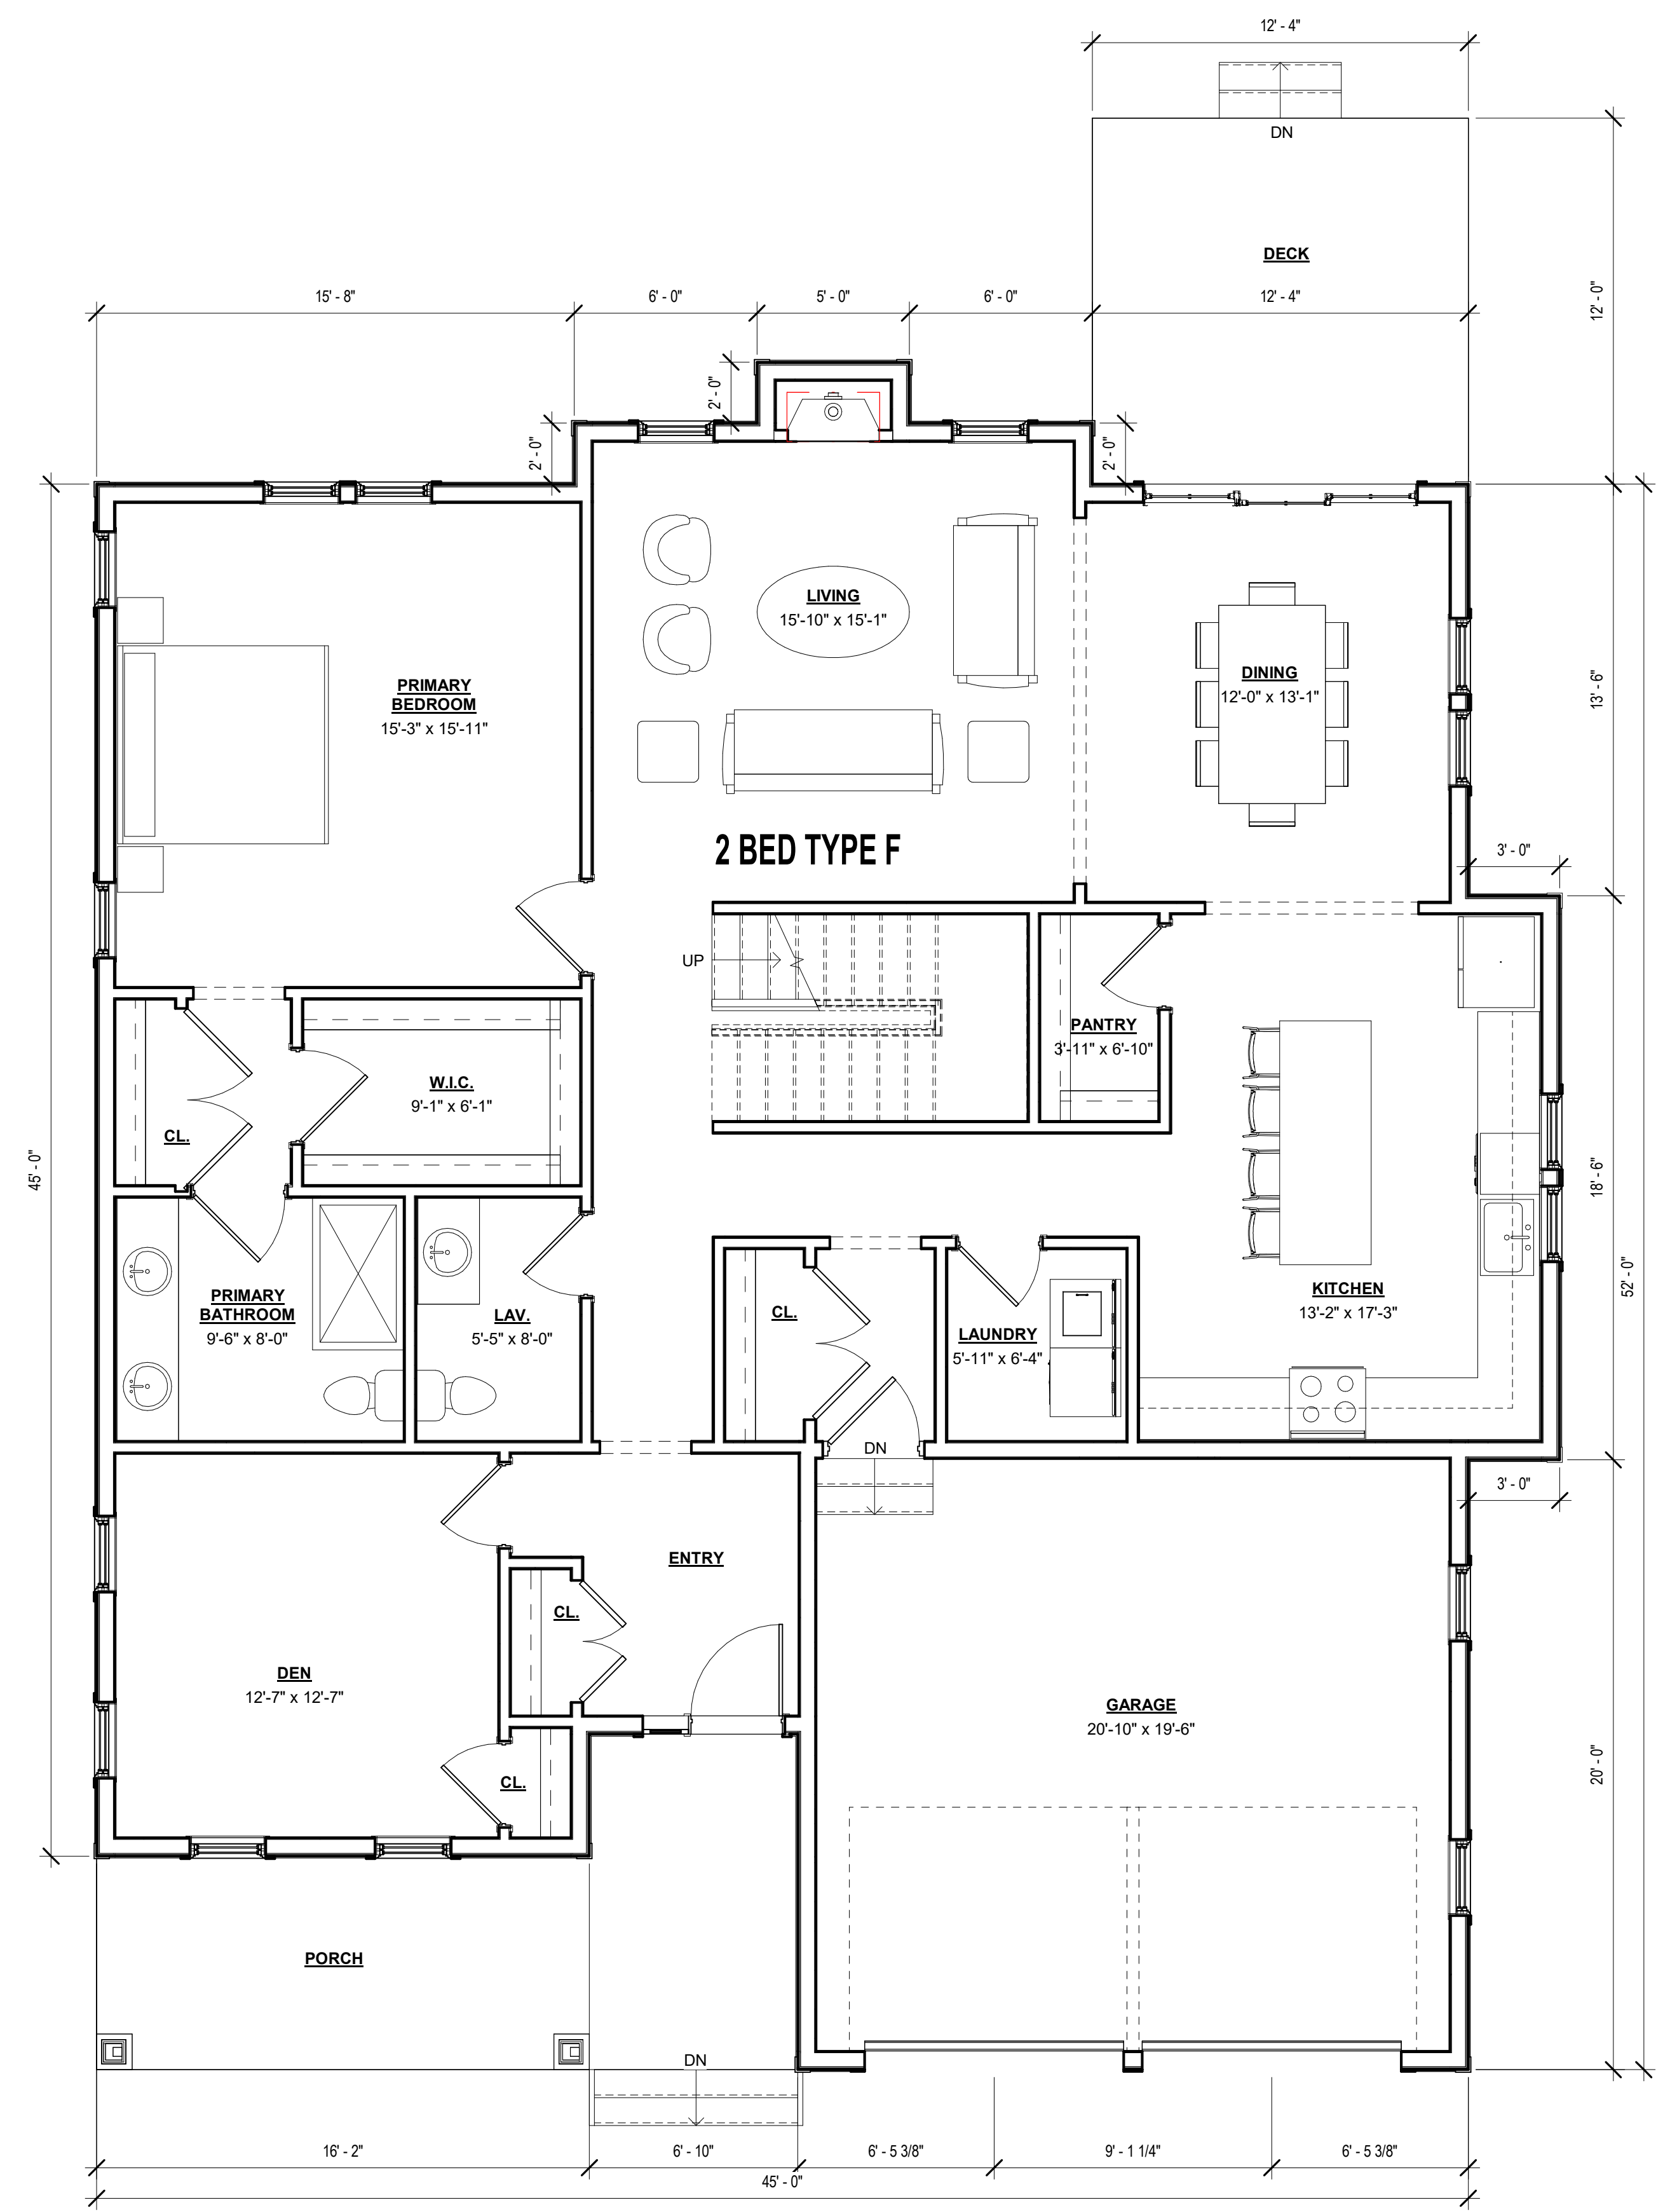 12' - 4"
DN
DECK
15' - 8"
6' - 0"
5' - 0"
6' - 0"
12' - 4"
12' - 0"
2' - 0"
2' - 0"
2' - 0"
LIVING
15'-10" x 15'-1"
PRIMARY
BEDROOM
15'-3" x 15'-11"
DINING
12'-0" x 13'-1"
13' - 6"
2 BED TYPE F
3' - 0"
UP
PANTRY
3'-11" x 6'-10"
W.I.C.
9'-1" x 6'-1"
CL.
45' - 0"
18' - 6"
PRIMARY
BATHROOM
9'-6" x 8'-0"
LAV.
5'-5" x 8'-0"
CL.
LAUNDRY
5'-11" x 6'-4"
KITCHEN
13'-2" x 17'-3"
52' - 0"
DN
3' - 0"
ENTRY
CL.
DEN
12'-7" x 12'-7"
GARAGE
20'-10" x 19'-6"
CL.
20' - 0"
PORCH
DN
16' - 2"
6' - 10"
6' - 5 3/8"
9' - 1 1/4"
6' - 5 3/8"
45' - 0"